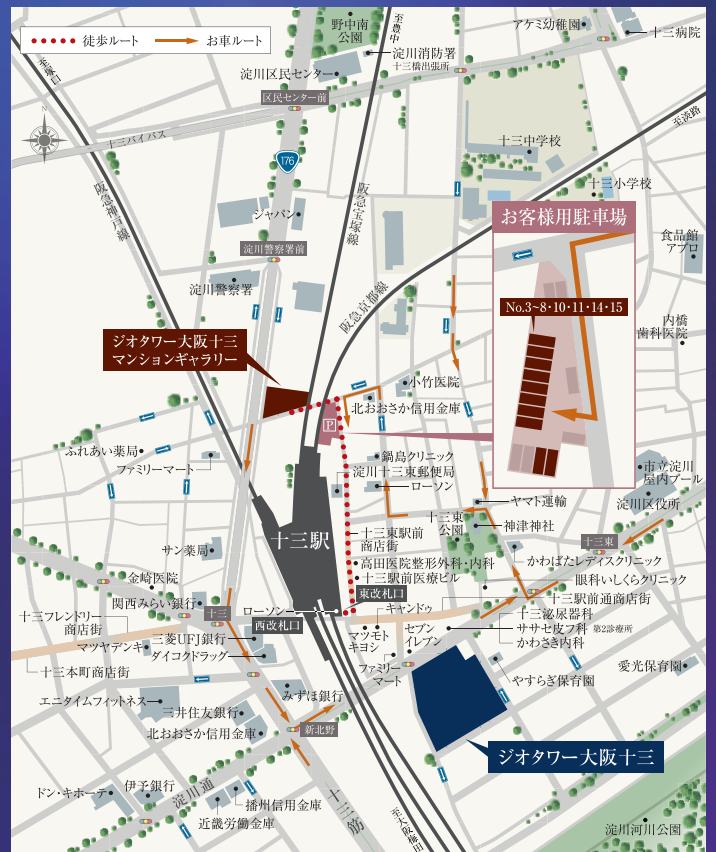 徒歩ルート
お車ルート
至塚口
至豊中
至淡路
野中南
公園
淀川消防署
十三橋出張所
アケミ幼稚園
十三病院
淀川区民センター
区民センター前
N
十三バイパス
176
阪急神戸線
阪急宝塚線
阪急京都線
十三中学校
十三小学校
ジャパン
淀川警察署前
淀川警察署
お客様用駐車場
No.3~8・10・11・14・15
食品館
アプロ
内橋
歯科医院
ジオタワー大阪十三
マンションギャラリー
小竹医院
北おおさか信用金庫
P
ふれあい薬局
ファミリーマート
鍋島クリニック
淀川十三東郵便局
ローソン
市立淀川
屋内プール
淀川区役所
ヤマト運輸
十三東
公園
神津神社
十三駅
十三東駅前
商店街
十三東
サン薬局
高田医院整形外科・内科
十三駅前医療ビル
かわばたレディスクリニック
眼科いしくらクリニック
金崎医院
関西みらい銀行
東改札口
十三駅前通商店街
十三フレンドリー
商店街
十三
ローソン
西改札口
キャンドゥ
十三泌尿器科
ササセ皮フ科 第2診療所
かわさき内科
マツヤデンキ
三菱UFJ銀行
ダイコクドラッグ
マツモト
キヨシ
セブン
イレブン
ファミリー
マート
十三本町商店街
やすらぎ保育園
愛光保育園
エニタイムフィットネス
みずほ銀行
三井住友銀行
北おおさか信用金庫
新北野
ジオタワー大阪十三
ドン・キホーテ
伊予銀行
淀川通
播州信用金庫
近畿労働金庫
十三筋
至大阪梅田
淀川河川公園